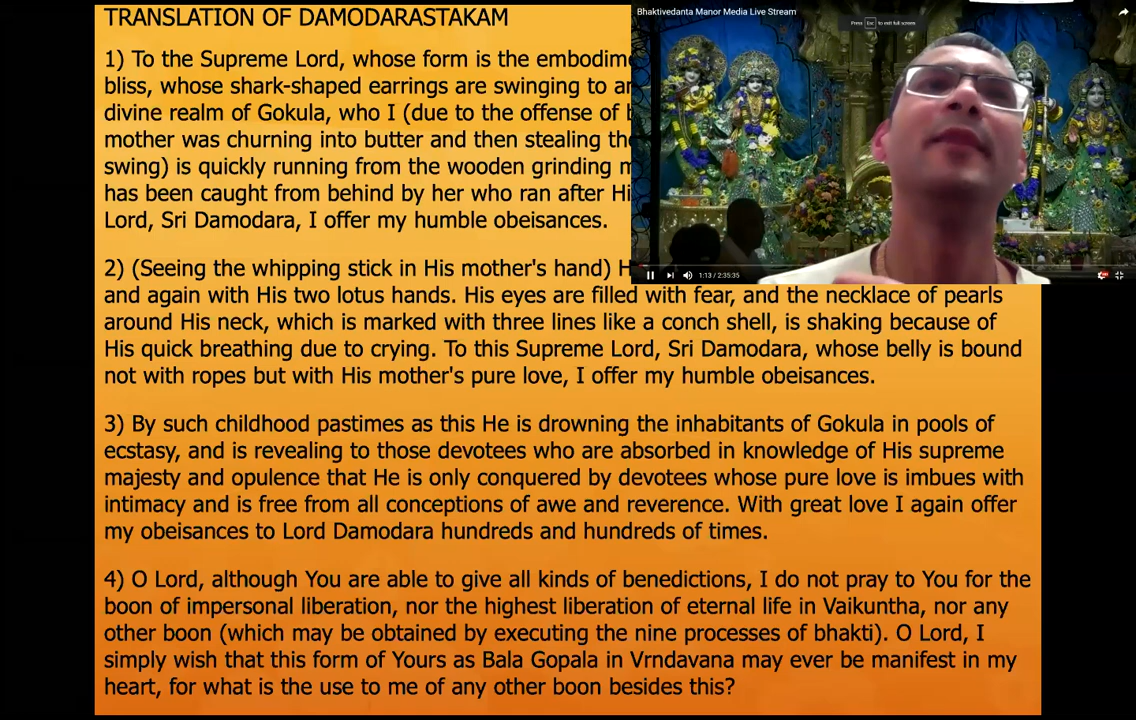 TRANSLATION OF DAMODARASTAKAM
Bhaktivedanta Manor Media Live Stream
Press Esc to exit full screen
1) To the Supreme Lord, whose form is the
bliss, whose shark-shaped earrings are swinging to
divine realm of Gokula, who I (due to the offense of
mother was churning into butter and then stealing
swing) is quickly running from the wooden grinding
has been caught from behind by her who ran after
Lord, Sri Damodara, I offer my humble obeisances.
1:13 / 2:35:35
2) (Seeing the whipping stick in His mother's hand)
and again with His two lotus hands. His eyes are filled with fear, and the necklace of pearls
around His neck, which is marked with three lines like a conch shell, is shaking because of
His quick breathing due to crying. To this Supreme Lord, Sri Damodara, whose belly is bound
not with ropes but with His mother's pure love, I offer my humble obeisances.
3) By such childhood pastimes as this He is drowning the inhabitants of Gokula in pools of
ecstasy, and is revealing to those devotees who are absorbed in knowledge of His supreme
majesty and opulence that He is only conquered by devotees whose pure love is imbues with
intimacy and is free from all conceptions of awe and reverence. With great love I again offer
my obeisances to Lord Damodara hundreds and hundreds of times.
4) O Lord, although You are able to give all kinds of benedictions, I do not pray to You for the
boon of impersonal liberation, nor the highest liberation of eternal life in Vaikuntha, nor any
other boon (which may be obtained by executing the nine processes of bhakti). O Lord, I
simply wish that this form of Yours as Bala Gopala in Vrndavana may ever be manifest in my
heart, for what is the use to me of any other boon besides this?